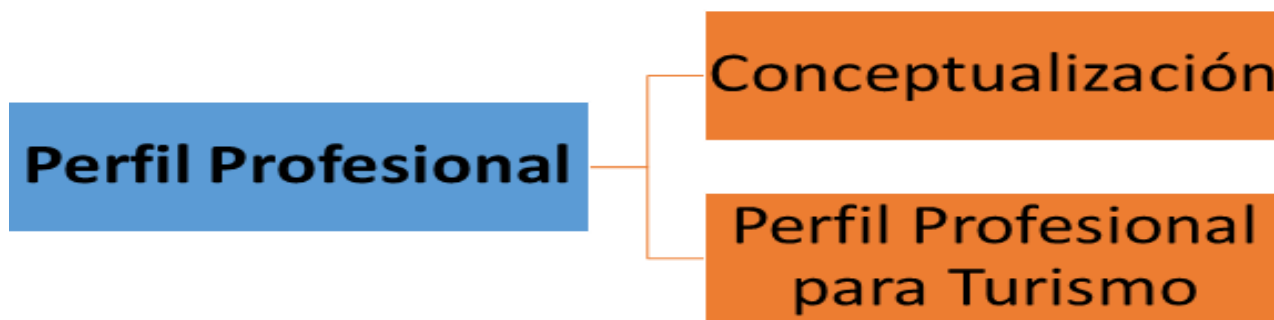 Perfil Profesional
Conceptualización
Perfil Profesional
para Turismo